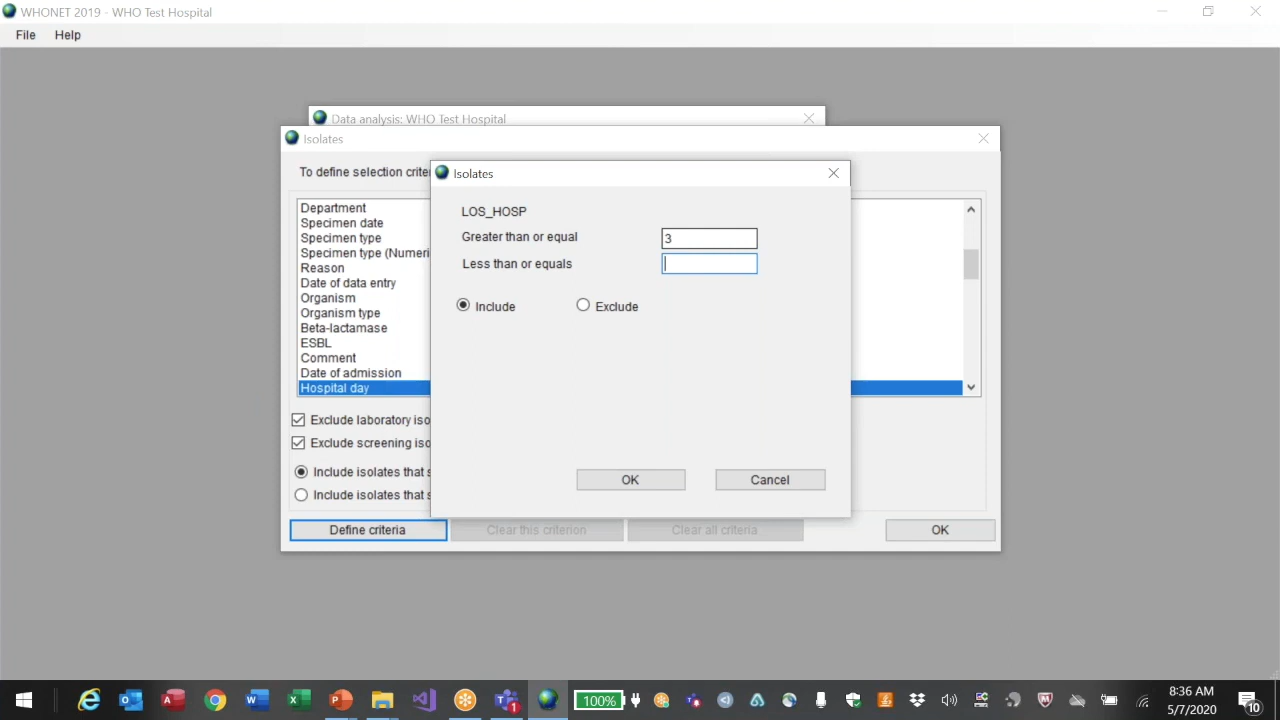 WHONET 2019 - WHO Test Hospital
File Help
Data analysis: WHO Test Hospital
Isolates
To define selection crite
Isolates
LOS_HOSP
Greater than or equal 3
Less than or equals
Include Exclude
OK Cancel
Department
Specimen date
Specimen type
Specimen type (Numeri
Reason
Date of data entry
Organism
Organism type
Beta-lactamase
ESBL
Comment
Date of admission
Hospital day
Exclude laboratory iso
Exclude screening iso
Include isolates that s
Include isolates that s
Define criteria Clear this criterion Clear all criteria OK
100%
8:36 AM
5/7/2020
10
1